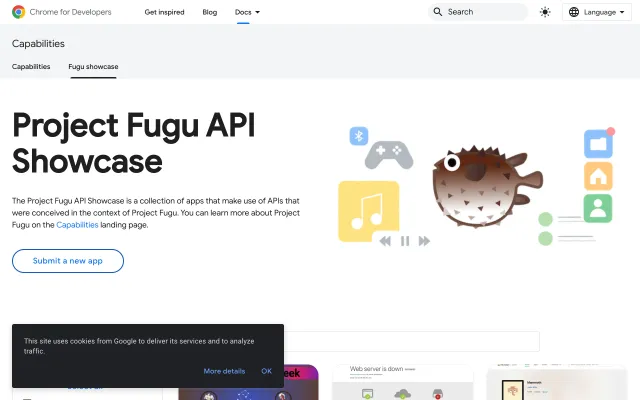 Chrome for Developers
Get inspired
Blog
Docs
Search
Language
Capabilities
Capabilities
Fugu showcase
Project Fugu API
Showcase
The Project Fugu API Showcase is a collection of apps that make use of APIs that
were conceived in the context of Project Fugu. You can learn more about Project
Fugu on the Capabilities landing page.
Submit a new app
This site uses cookies from Google to deliver its services and to analyze
traffic.
More details
OK
Web server is down